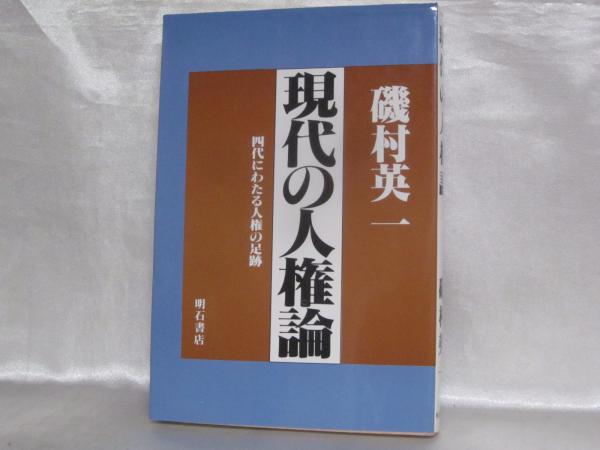 磯村英一
現代の人権論
四代にわたる人権の足跡
明石書店